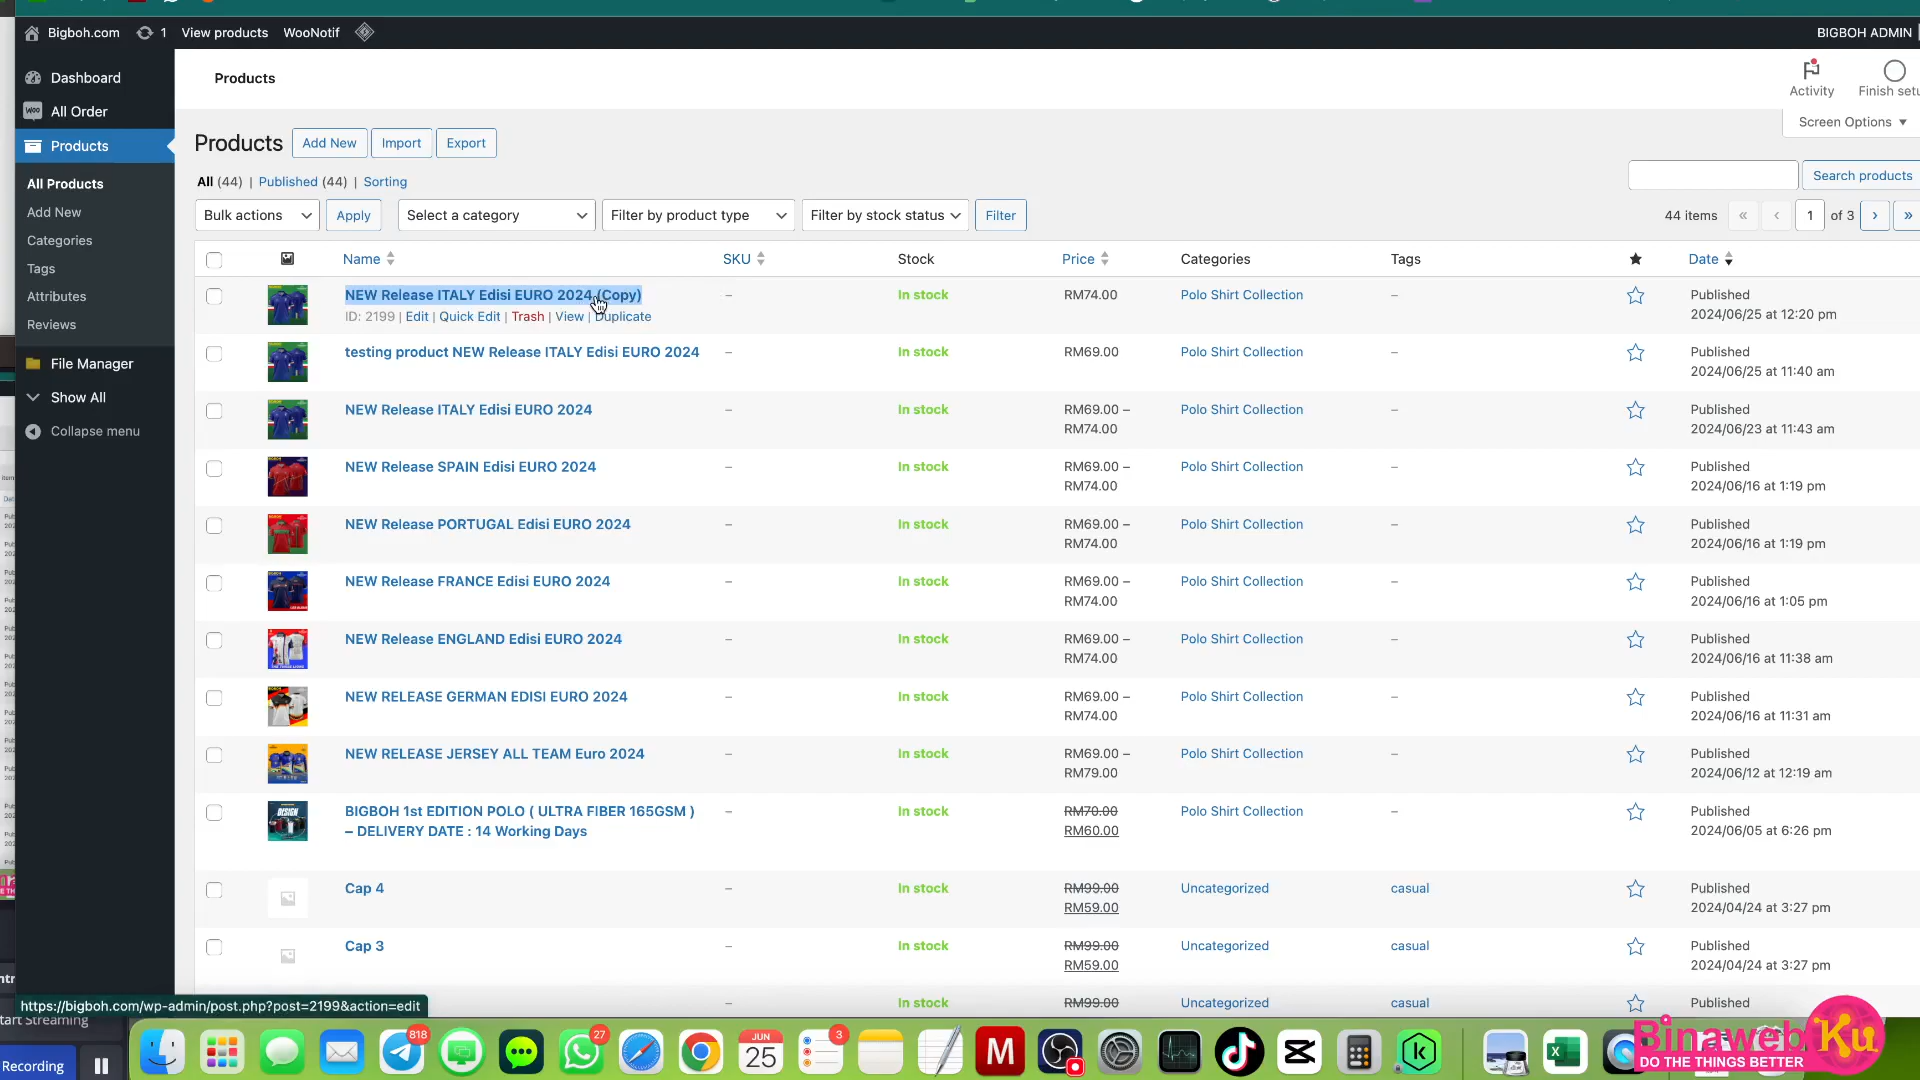 Bigboh.com 1 View products WooNotif BIGBOH ADMIN
Dashboard
All Order
Products
All Products
Add New
Categories
Tags
Attributes
Reviews
File Manager
Show All
Collapse menu
Products
Activity
Screen Options
Products Add New Import Export
All (44) | Published (44) | Sorting
Search products
Bulk actions Apply Select a category Filter by product type Filter by stock status Filter 44 items « ‹ 1 of 3 › »
Name SKU Stock Price Categories Tags Date
NEW Release ITALY Edisi EURO 2024 (Copy) – In stock RM74.00 Polo Shirt Collection – Published
ID: 2199 | Edit | Quick Edit | Trash | View | Duplicate 2024/06/25 at 12:20 pm
testing product NEW Release ITALY Edisi EURO 2024 – In stock RM69.00 Polo Shirt Collection – Published
2024/06/25 at 11:40 am
NEW Release ITALY Edisi EURO 2024 – In stock RM69.00 – Polo Shirt Collection – Published
RM74.00 2024/06/23 at 11:43 am
NEW Release SPAIN Edisi EURO 2024 – In stock RM69.00 – Polo Shirt Collection – Published
RM74.00 2024/06/16 at 1:19 pm
NEW Release PORTUGAL Edisi EURO 2024 – In stock RM69.00 – Polo Shirt Collection – Published
RM74.00 2024/06/16 at 1:19 pm
NEW Release FRANCE Edisi EURO 2024 – In stock RM69.00 – Polo Shirt Collection – Published
RM74.00 2024/06/16 at 1:05 pm
NEW Release ENGLAND Edisi EURO 2024 – In stock RM69.00 – Polo Shirt Collection – Published
RM74.00 2024/06/16 at 11:38 am
NEW RELEASE GERMAN EDISI EURO 2024 – In stock RM69.00 – Polo Shirt Collection – Published
RM74.00 2024/06/16 at 11:31 am
NEW RELEASE JERSEY ALL TEAM Euro 2024 – In stock RM69.00 – Polo Shirt Collection – Published
RM79.00 2024/06/12 at 12:19 am
BIGBOH 1st EDITION POLO ( ULTRA FIBER 165GSM ) – In stock RM70.00 Polo Shirt Collection – Published
– DELIVERY DATE : 14 Working Days RM60.00 2024/06/05 at 6:26 pm
Cap 4 – In stock RM99.00 Uncategorized casual Published
RM59.00 2024/04/24 at 3:27 pm
Cap 3 – In stock RM99.00 Uncategorized casual Published
RM59.00 2024/04/24 at 3:27 pm
– In stock RM99.00 Uncategorized casual Published
https://bigboh.com/wp-admin/post.php?post=2199&action=edit
Streaming
Recording
818
27
JUN
25
3
Binaweb Ku
DO THE THINGS BETTER